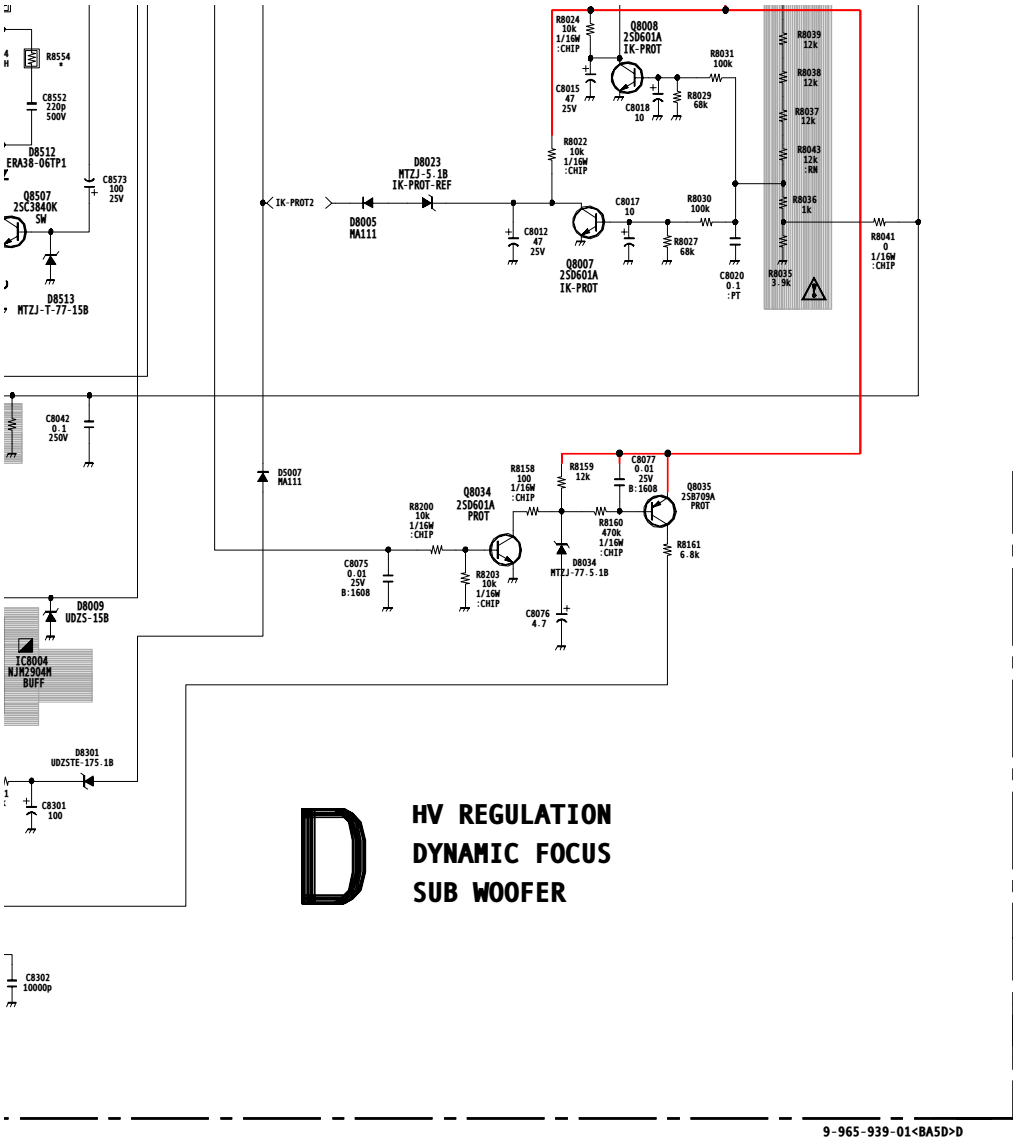 R8024
10k
1/16W
:CHIP
Q8008
2SD601A
IK-PROT
R8031
100k
R8039
12k
4
H
R8554
*
R8038
12k
C8015
47
25V
C8018
10
R8029
68k
C8552
220p
500V
R8037
12k
D8512
ERA38-06TP1
R8022
10k
1/16W
:CHIP
R8043
12k
:RN
D8023
MTZJ-5.1B
IK-PROT-REF
C8573
100
25V
Q8507
2SC3840K
SW
IK-PROT2
D8005
MA111
C8012
47
25V
C8017
10
R8030
100k
R8036
1k
R8027
68k
R8041
0
1/16W
:CHIP
Q8007
2SD601A
IK-PROT
C8020
0.1
:PT
R8035
3.9k
D8513
MTZJ-T-77-15B
C8042
0.1
250V
D5007
MA111
R8158
100
1/16W
:CHIP
R8159
12k
C8077
0.01
25V
B:1608
Q8035
2SB709A
PROT
Q8034
2SD601A
PROT
R8200
10k
1/16W
:CHIP
R8160
470k
1/16W
:CHIP
R8161
6.8k
C8075
0.01
25V
B:1608
R8203
10k
1/16W
:CHIP
D8034
MTZJ-77.5.1B
C8076
4.7
D8009
UDZS-15B
IC8004
NJM2904M
BUFF
D8301
UDZSTE-175.1B
C8301
100
D
HV REGULATION
DYNAMIC FOCUS
SUB WOOFER
C8302
10000p
9-965-939-01<BA5D>D